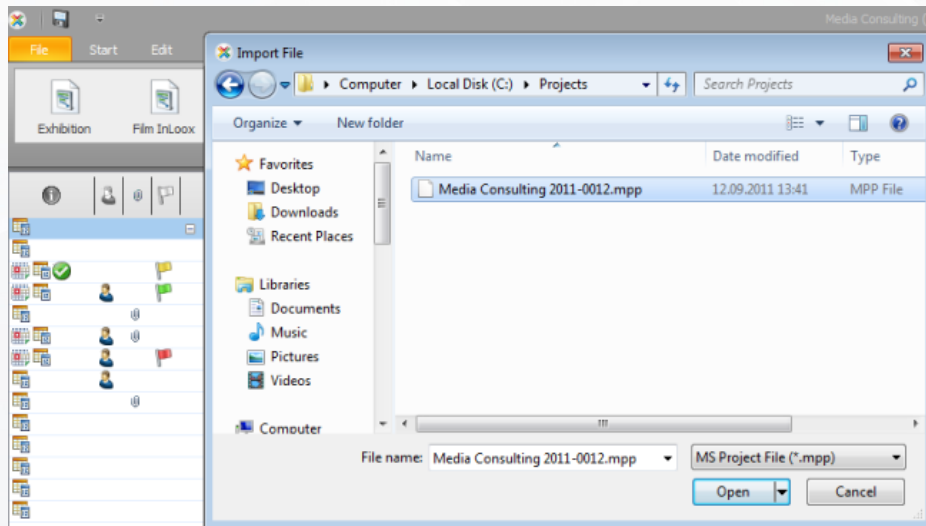 Media Consulting (
File Start Edit
Import File
Computer Local Disk (C:) Projects
Search Projects
Exhibition Film InLoox
Organize New folder
Name Date modified Type
Favorites
Desktop
Downloads
Recent Places
Media Consulting 2011-0012.mpp 12.09.2011 13:41 MPP File
Libraries
Documents
Music
Pictures
Videos
Computer
File name: Media Consulting 2011-0012.mpp MS Project File (*.mpp)
Open Cancel